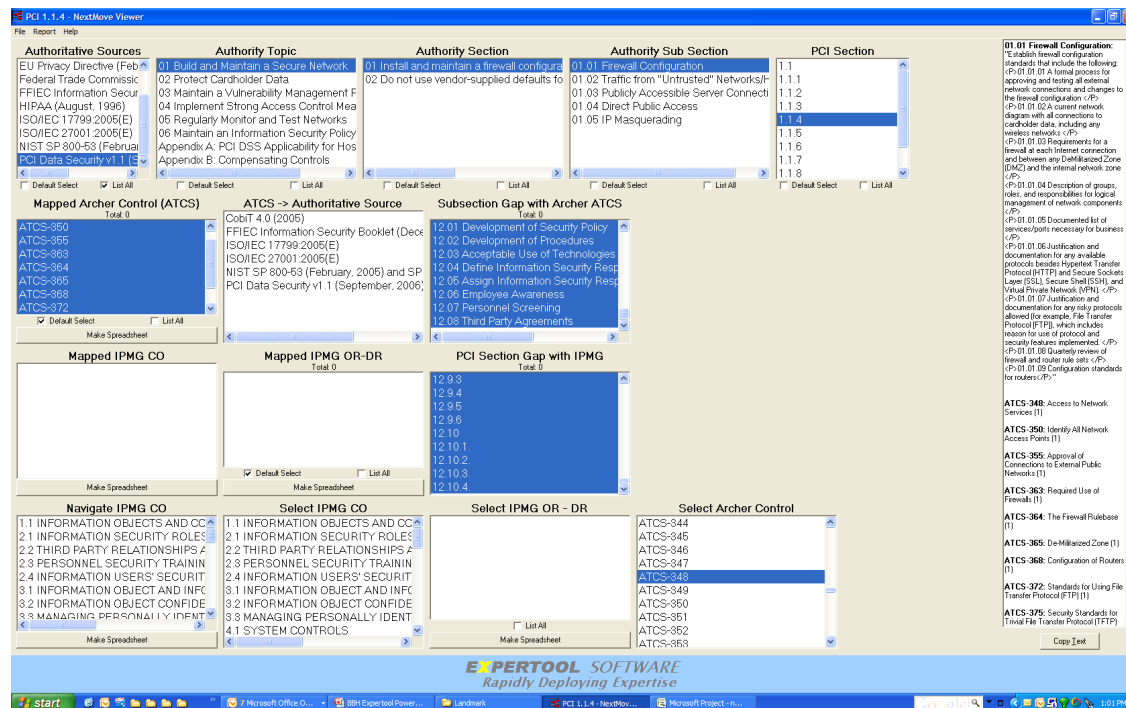 PCI 1.1.4 - NextMove Viewer
File Report Help
Authoritative Sources
EU Privacy Directive (Feb
Federal Trade Commissic
FFIEC Information Secur
HIPAA (August, 1996)
ISO/IEC 17799:2005(E)
ISO/IEC 27001:2005(E)
NIST SP 800-53 (Februar
PCI Data Security v1.1 (S
Default Select List All
Authority Topic
01 Build and Maintain a Secure Network
02 Protect Cardholder Data
03 Maintain a Vulnerability Management F
04 Implement Strong Access Control Mea
05 Regularly Monitor and Test Networks
06 Maintain an Information Security Policy
Appendix A: PCI DSS Applicability for Hos
Appendix B: Compensating Controls
Default Select List All
Authority Section
01 Install and maintain a firewall configura
02 Do not use vendor-supplied defaults fo
Default Select List All
Authority Sub Section
01.01 Firewall Configuration
01.02 Traffic from "Untrusted" Networks/H
01.03 Publicly Accessible Server Connecti
01.04 Direct Public Access
01.05 IP Masquerading
Default Select List All
PCI Section
1.1
1.1.1
1.1.2
1.1.3
1.1.4
1.1.5
1.1.6
1.1.7
1.1.8
Default Select List All
Mapped Archer Control (ATCS)
Total: 0
ATCS-350
ATCS-355
ATCS-363
ATCS-364
ATCS-365
ATCS-368
ATCS-372
Default Select List All
Make Spreadsheet
ATCS -> Authoritative Source
CobiT 4.0 (2005)
FFIEC Information Security Booklet (Dece
ISO/IEC 17799:2005(E)
ISO/IEC 27001:2005(E)
NIST SP 800-53 (February, 2005) and SP
PCI Data Security v1.1 (September, 2006)
Subsection Gap with Archer ATCS
Total: 0
12.01 Development of Security Policy
12.02 Development of Procedures
12.03 Acceptable Use of Technologies
12.04 Define Information Security Resp
12.05 Assign Information Security Resp
12.06 Employee Awareness
12.07 Personnel Screening
12.08 Third Party Agreements
Mapped IPMG CO
Make Spreadsheet
Mapped IPMG OR-DR
Total: 0
Default Select List All
Make Spreadsheet
PCI Section Gap with IPMG
Total: 0
12.9.3
12.9.4
12.9.5
12.9.6
12.10
12.10.1.
12.10.2.
12.10.3.
12.10.4.
Navigate IPMG CO
1.1 INFORMATION OBJECTS AND CC
2.1 INFORMATION SECURITY ROLES
2.2 THIRD PARTY RELATIONSHIPS A
2.3 PERSONNEL SECURITY TRAININ
2.4 INFORMATION USERS' SECURIT
3.1 INFORMATION OBJECT AND INFC
3.2 INFORMATION OBJECT CONFIDE
3.3 MANAGING PERSONALLY IDENT
Make Spreadsheet
Select IPMG CO
1.1 INFORMATION OBJECTS AND CC
2.1 INFORMATION SECURITY ROLES
2.2 THIRD PARTY RELATIONSHIPS A
2.3 PERSONNEL SECURITY TRAININ
2.4 INFORMATION USERS' SECURIT
3.1 INFORMATION OBJECT AND INFC
3.2 INFORMATION OBJECT CONFIDE
3.3 MANAGING PERSONALLY IDENT
4.1 SYSTEM CONTROLS
Select IPMG OR - DR
List All
Make Spreadsheet
Select Archer Control
ATCS-344
ATCS-345
ATCS-346
ATCS-347
ATCS-348
ATCS-349
ATCS-350
ATCS-351
ATCS-352
ATCS-353
01.01 Firewall Configuration:
"Establish firewall configuration
standards that include the following:
<P>01.01.01 A formal process for
approving and testing all external
network connections and changes to
the firewall configuration </P>
<P>01.01.02 A current network
diagram with all connections to
cardholder data, including any
wireless networks </P>
<P>01.01.03 Requirements for a
firewall at each Internet connection
and between any DeMilitarized Zone
(DMZ) and the internal network zone
</P>
<P>01.01.04 Description of groups,
roles, and responsibilities for logical
management of network components
</P>
<P>01.01.05 Documented list of
services/ports necessary for business
</P>
<P>01.01.06 Justification and
documentation for any available
protocols besides Hypertext Transfer
Protocol (HTTP) and Secure Sockets
Layer (SSL), Secure Shell (SSH), and
Virtual Private Network (VPN). </P>
<P>01.01.07 Justification and
documentation for any risky protocols
allowed (for example, File Transfer
Protocol (FTP)), which includes
reason for use of protocol and
security features implemented. </P>
<P>01.01.08 Quarterly review of
firewall and router rule sets </P>
<P>01.01.09 Configuration standards
for routers</P>"
ATCS-348: Access to Network
Services (1)
ATCS-350: Identify All Network
Access Points (1)
ATCS-355: Approval of
Connections to External Public
Networks (1)
ATCS-363: Required Use of
Firewalls (1)
ATCS-364: The Firewall Rulebase
(1)
ATCS-365: De-Militarized Zone (1)
ATCS-368: Configuration of Routers
(1)
ATCS-372: Standards for Using File
Transfer Protocol (FTP) (1)
ATCS-375: Security Standards for
Trivial File Transfer Protocol (TFTP)
Copy Text
EXPERTOOL SOFTWARE
Rapidly Deploying Expertise
start
7 Microsoft Office O...
BBH Expertool Power...
Landmark
PCI 1.1.4 - NextMov...
Microsoft Project - n...
Google
1:01 PM